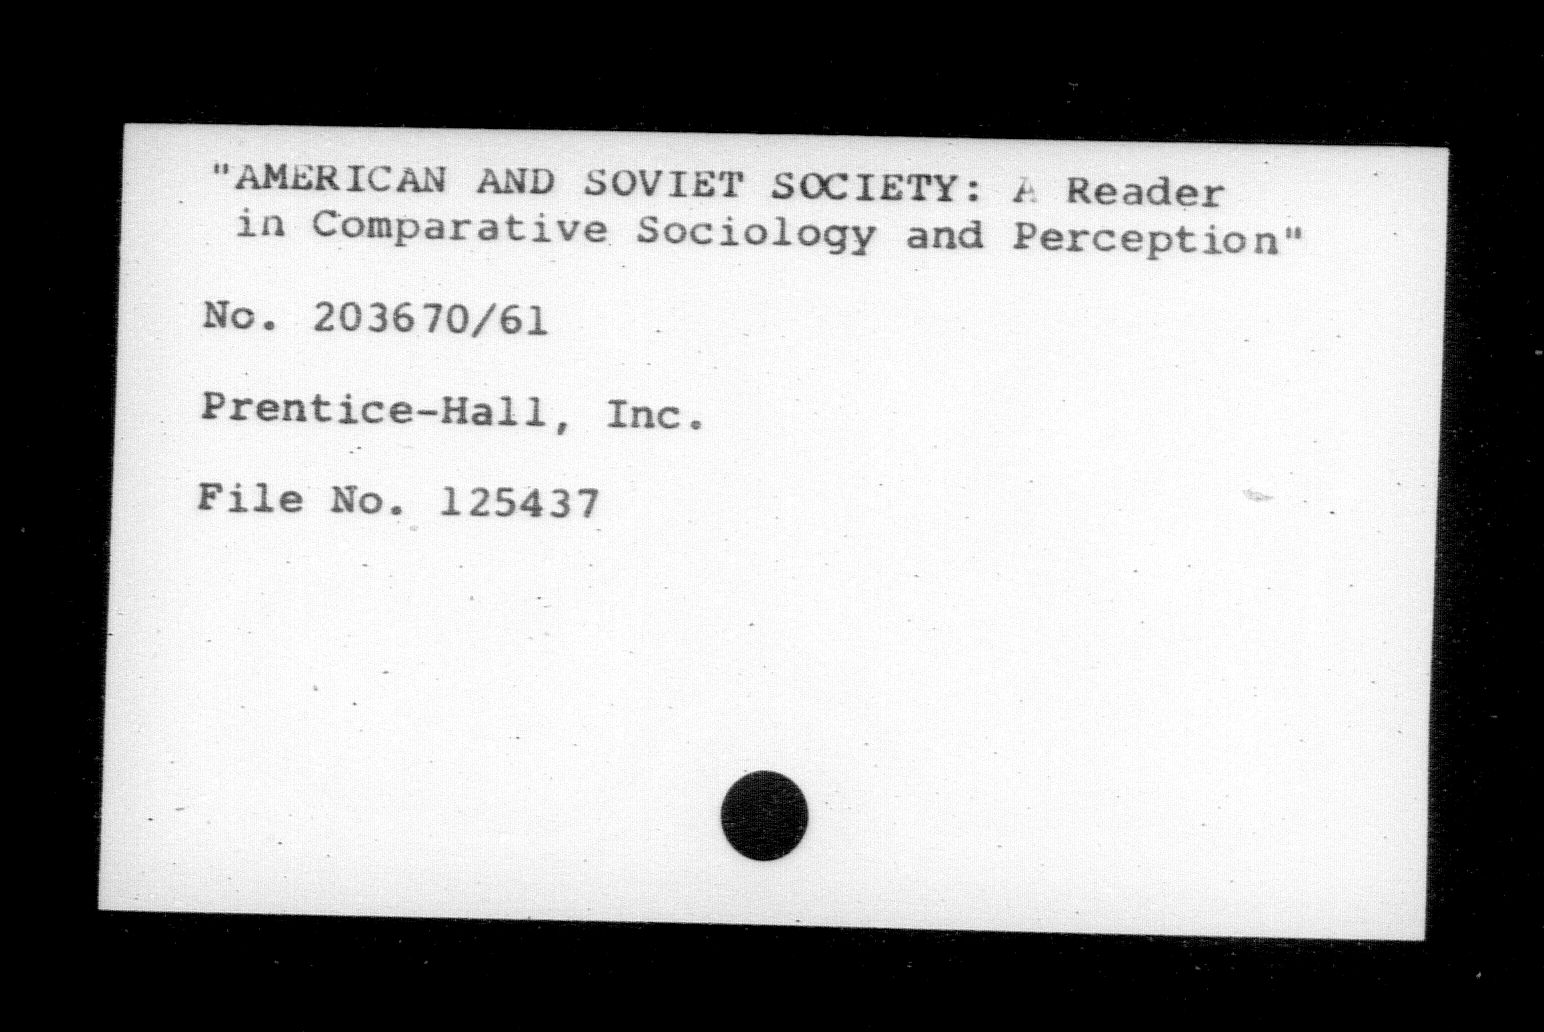 "AMERICAN AND SOVIET SOCIETY: A Reader
in Comparative Sociology and Perception"
No. 203670/61
Prentice-Hall, Inc.
File No. 125437